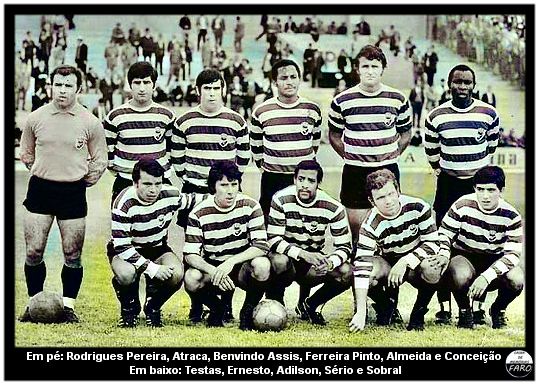 Em pé: Rodrigues Pereira, Atraca, Benvindo Assis, Ferreira Pinto, Almeida e Conceição
Em baixo: Testas, Ernesto, Adilson, Sério e Sobral
FARO